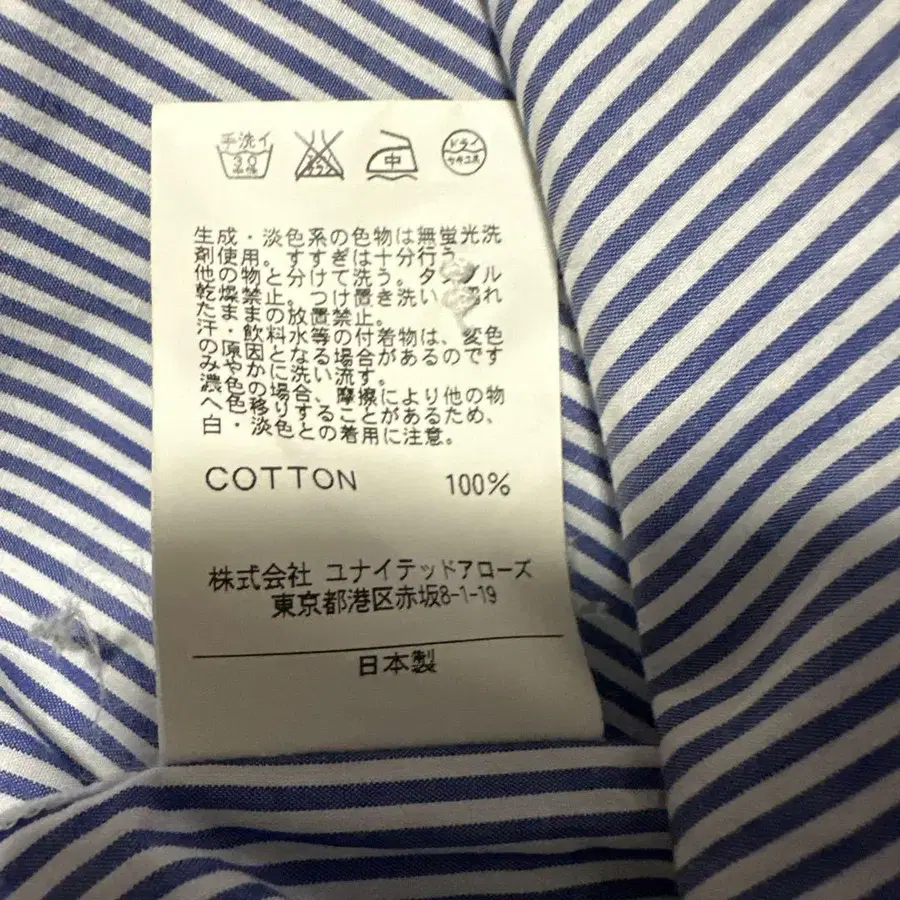 手洗イ
30
中
ドライ
セキユ系
生成・淡色系の色物は無蛍光洗
剤使用。すすぎは十分行う
他の物と分けて洗う。タンブル
乾燥禁止。つけ置き洗い 濡れ
たままの放置禁止。
汗・飲料水等の付着物は、変色
の原因となる場合があるのです
みやかに洗い流す。
濃色の場合、摩擦により他の物
へ色移りすることがあるため、
白・淡色との着用に注意。
COTTON 100%
株式会社 ユナイテッドアローズ
東京都港区赤坂8-1-19
日本製